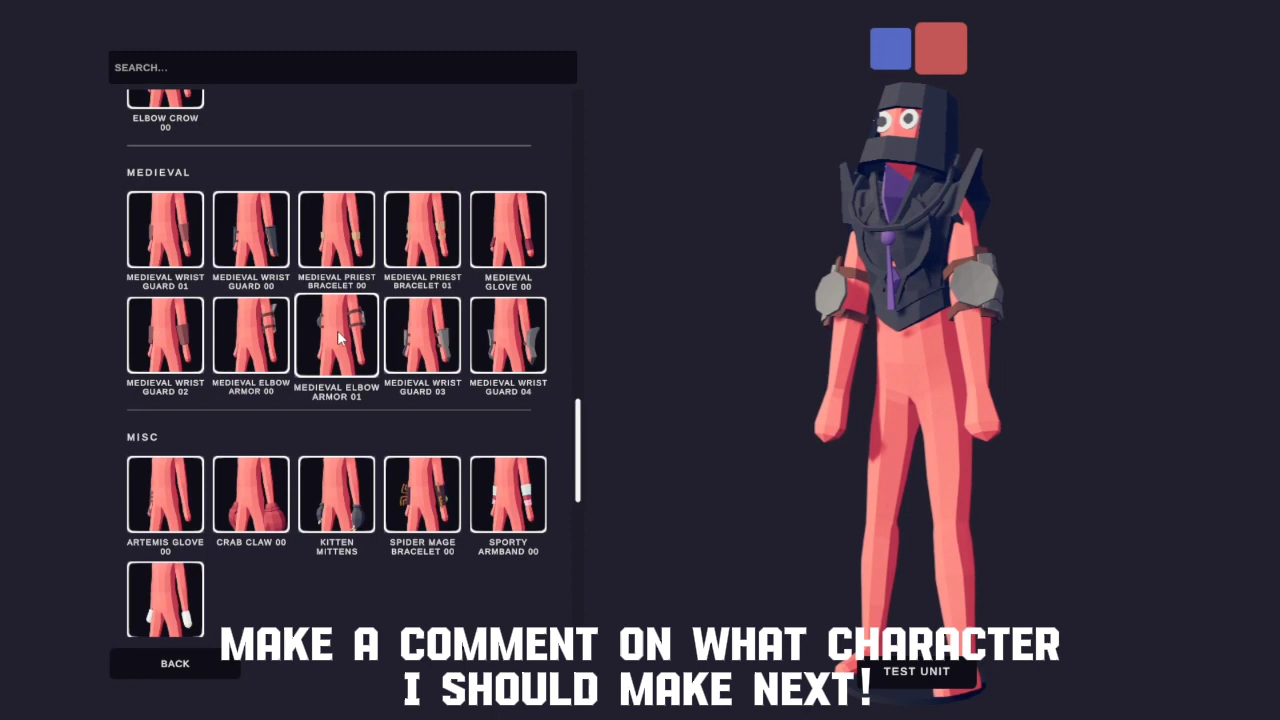 SEARCH...
ELBOW CROW
00
MEDIEVAL
MEDIEVAL WRIST
GUARD 01
MEDIEVAL WRIST
GUARD 00
MEDIEVAL PRIEST
BRACELET 00
MEDIEVAL PRIEST
BRACELET 01
MEDIEVAL
GLOVE 00
MEDIEVAL WRIST
GUARD 02
MEDIEVAL ELBOW
ARMOR 00
MEDIEVAL ELBOW
ARMOR 01
MEDIEVAL WRIST
GUARD 03
MEDIEVAL WRIST
GUARD 04
MISC
ARTEMIS GLOVE
00
CRAB CLAW 00
KITTEN
MITTENS
SPIDER MAGE
BRACELET 00
SPORTY
ARMBAND 00
BACK
TEST UNIT
MAKE A COMMENT ON WHAT CHARACTER
I SHOULD MAKE NEXT!